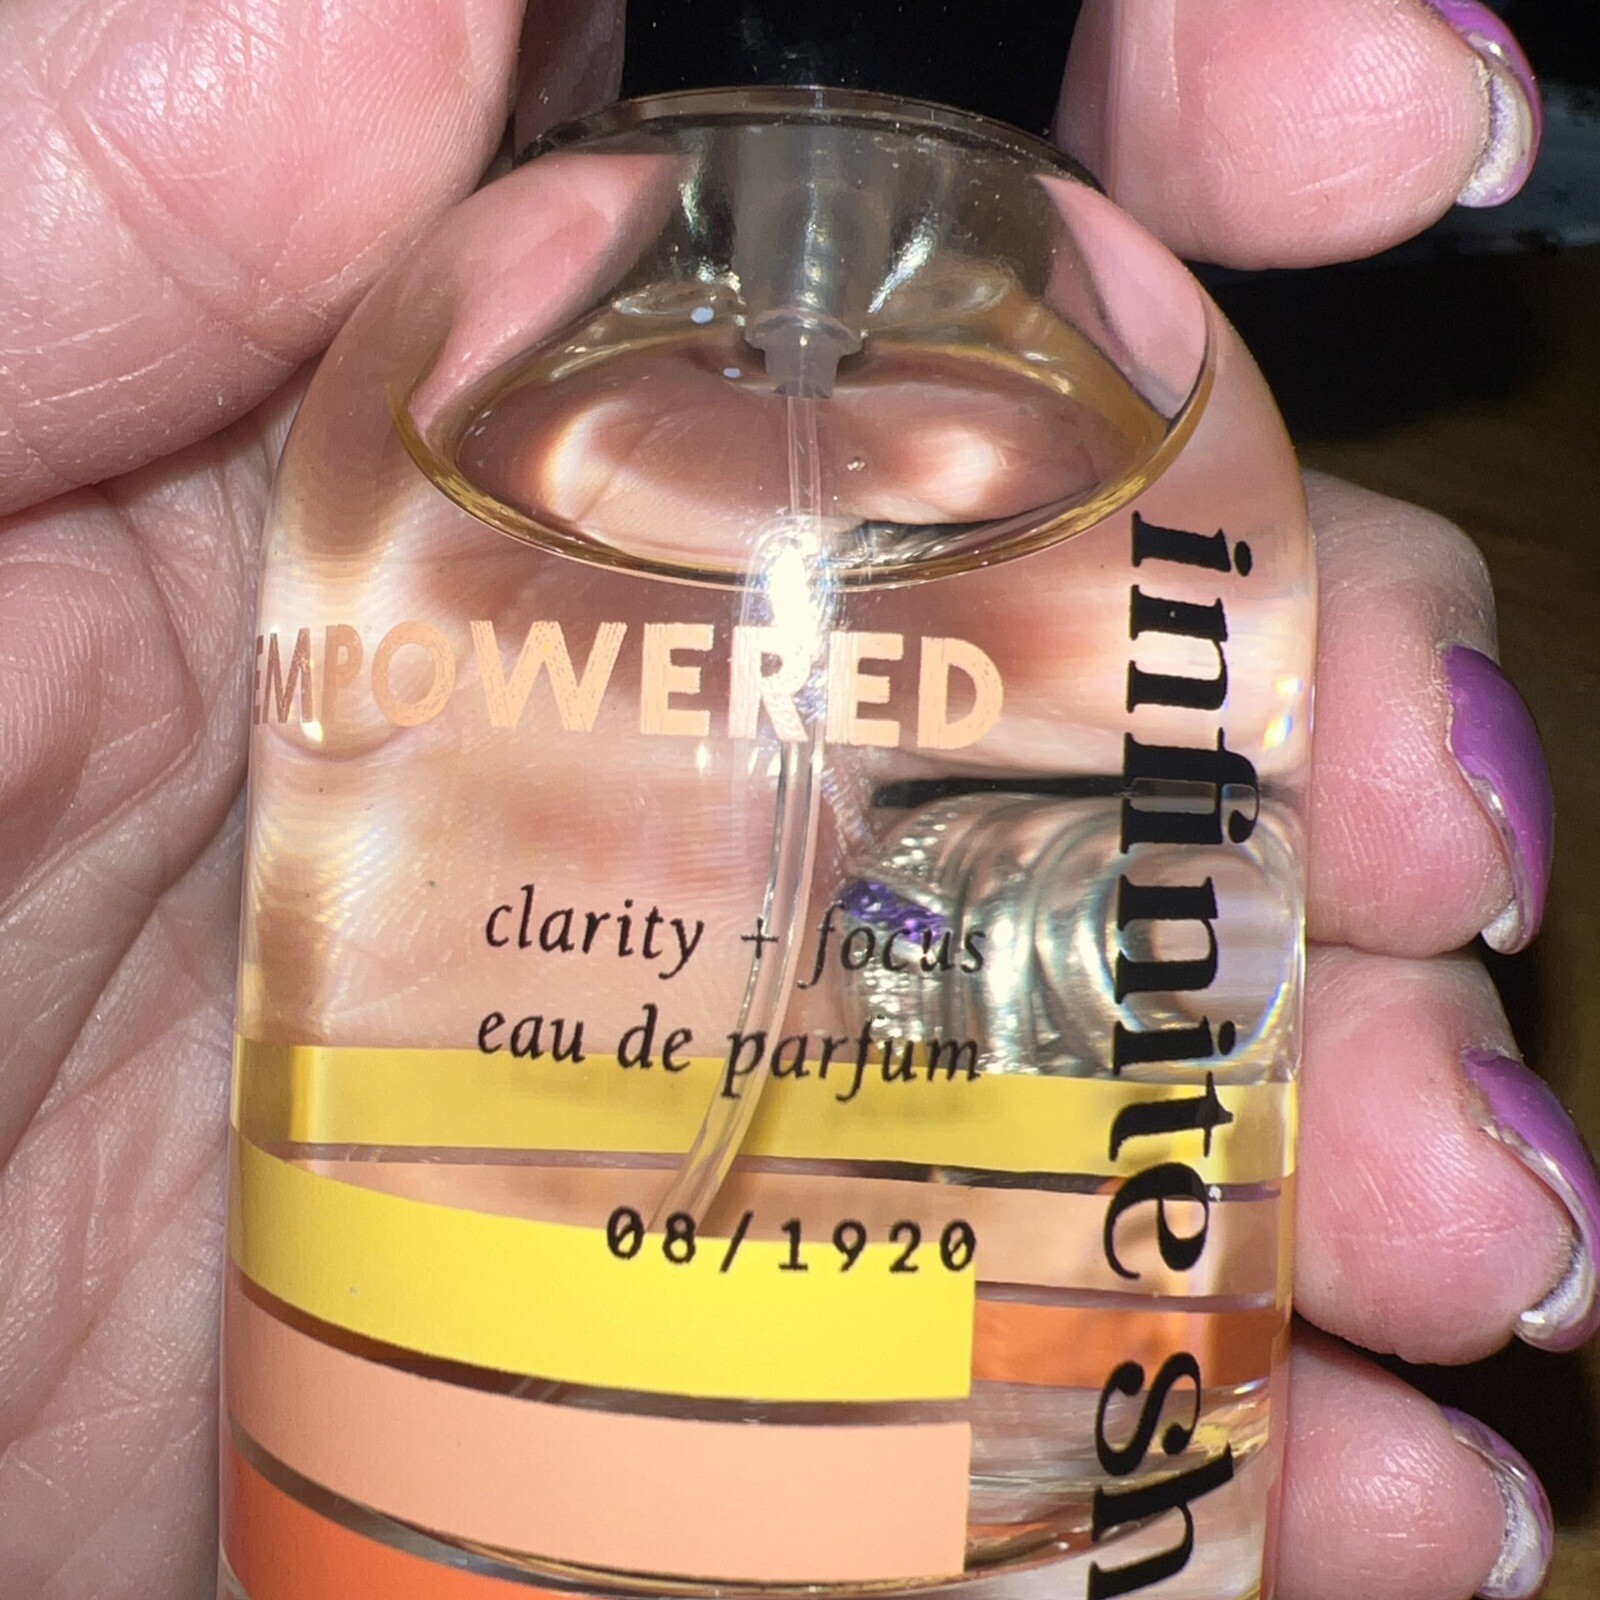 EMPOWERED
clarity + focus
eau de parfum
08/1920
infinite sh